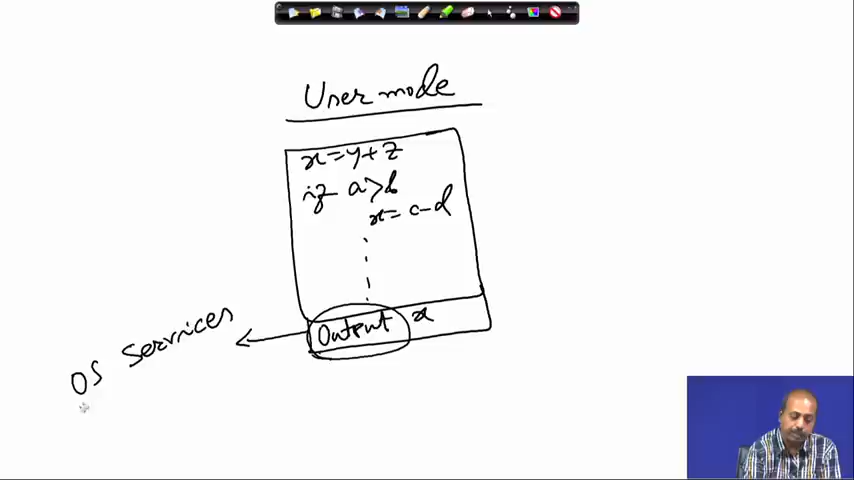 User mode
x=y+z
if a>b
x=c-d
Output x
OS Services